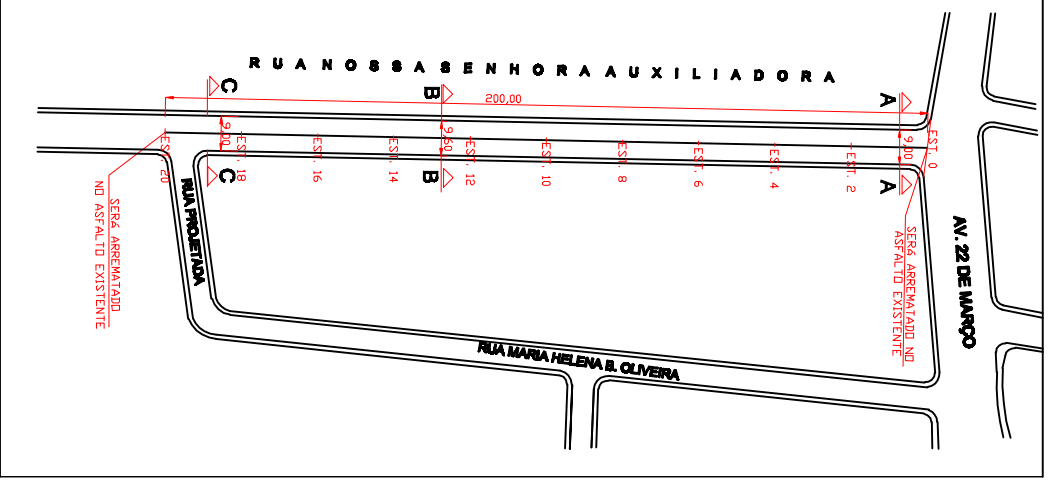 RUA NOSSA SENHORA AUXILIADORA
C
B
A
200,00
9,00
9,60
9,00
EST. 0
EST. 2
EST. 4
EST. 6
EST. 8
EST. 10
EST. 12
EST. 14
EST. 16
EST. 18
EST. 20
C
B
A
RUA PROJETADA
SERÁ ARREMATADO
NO ASFALTO EXISTENTE
SERÁ ARREMATADO NO
ASFALTO EXISTENTE
AV. 22 DE MARÇO
RUA MARIA HELENA B. OLIVEIRA